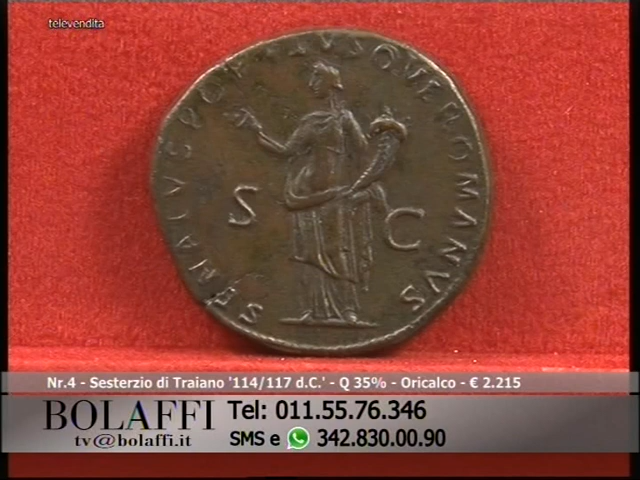 televendita
SENATVS POPVLVSQVE ROMANVS
S C
Nr.4 - Sesterzio di Traiano '114/117 d.C.' - Q 35% - Oricalco - € 2.215
BOLAFFI
tv@bolaffi.it
Tel: 011.55.76.346
SMS e 342.830.00.90